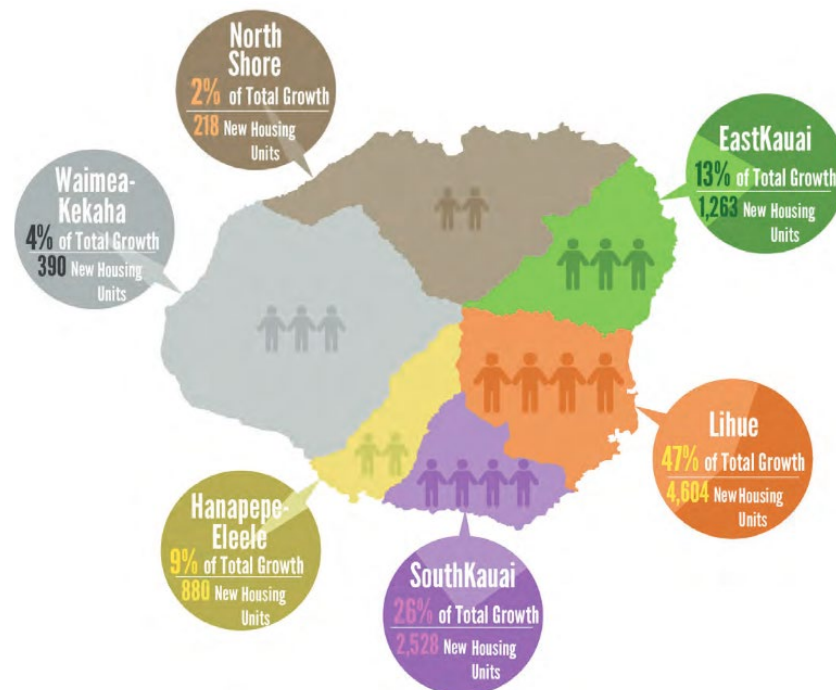 North
Shore
2% of Total Growth
218 New Housing
Units
EastKauai
13% of Total Growth
1,263 New Housing
Units
Waimea-
Kekaha
4% of Total Growth
390 New Housing
Units
Lihue
47% of Total Growth
4,604 New Housing
Units
Hanapepe-
Eleele
9% of Total Growth
880 New Housing
Units
SouthKauai
26% of Total Growth
2,528 New Housing
Units